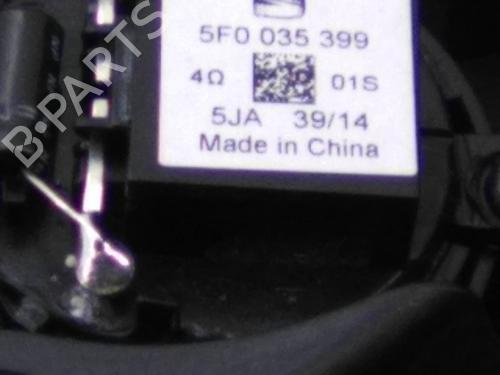 5F0 035 399
4Ω 01S
5JA 39/14
Made in China
B-PARTS